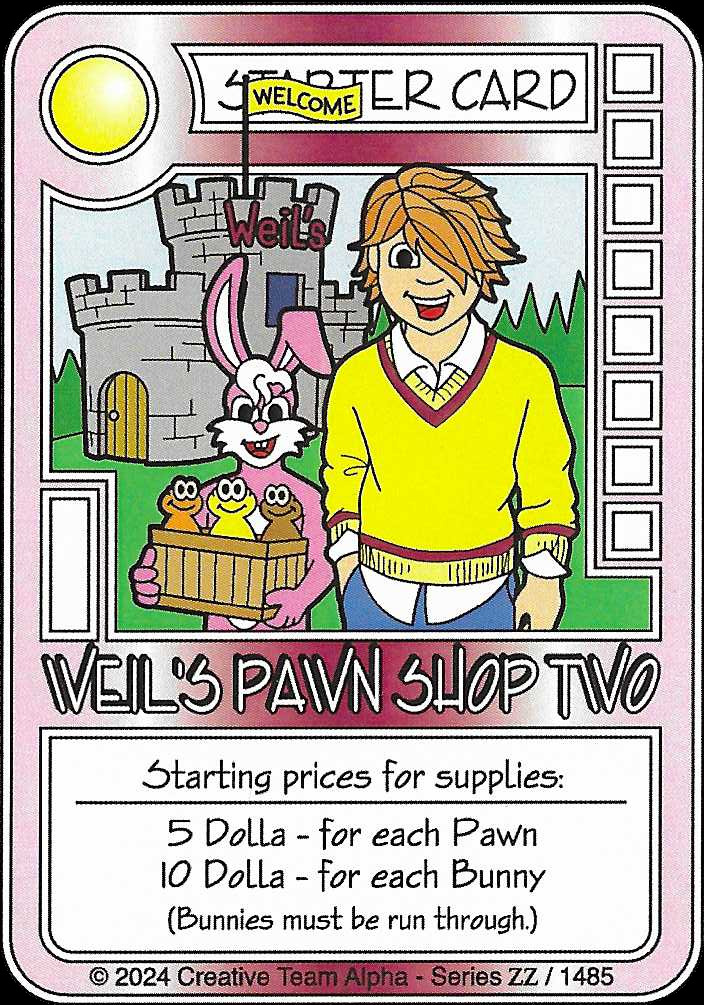 STARTER CARD
WELCOME
Weil's
WEIL'S PAWN SHOP TWO
Starting prices for supplies:
5 Dolla - for each Pawn
10 Dolla - for each Bunny
(Bunnies must be run through.)
© 2024 Creative Team Alpha - Series ZZ / 1485